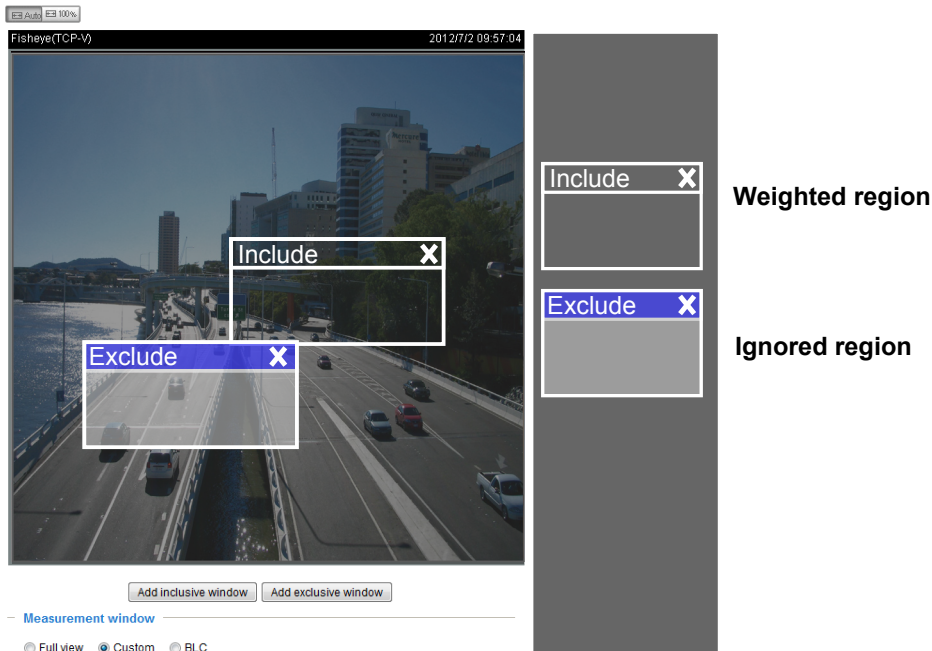 Auto 100%
Fisheye(TCP-V) 2012/7/2 09:57:04
Include X
Weighted region
Include X
Exclude X
Ignored region
Exclude X
Add inclusive window Add exclusive window
Measurement window
Full view Custom BLC